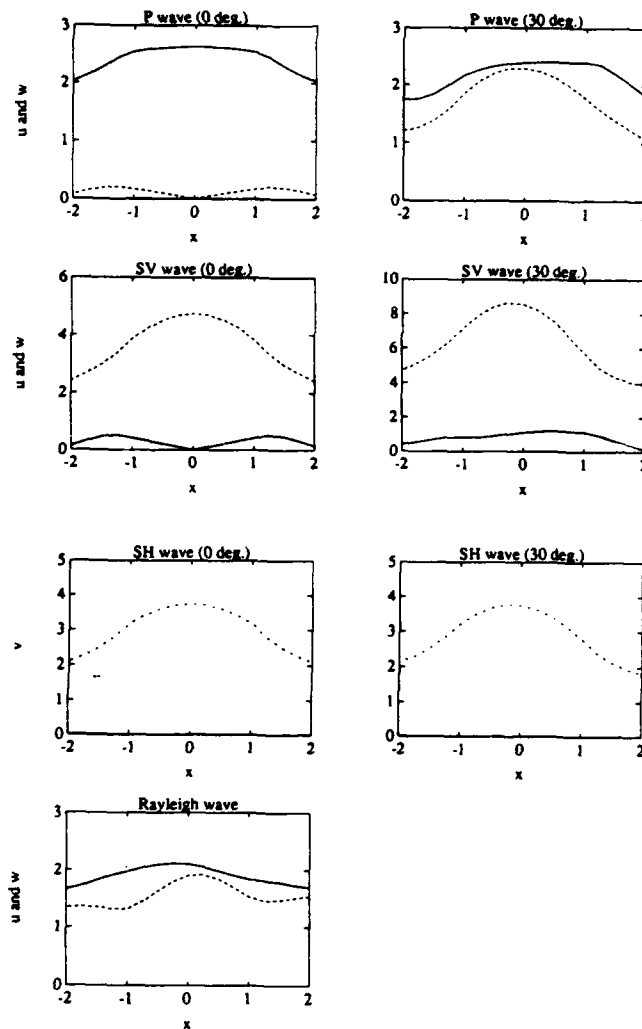 P wave (0 deg.)
3
2
1
0
u and w
-2 -1 0 1 2
x
P wave (30 deg.)
3
2
1
0
-2 -1 0 1 2
x
SV wave (0 deg.)
6
4
2
0
u and w
-2 -1 0 1 2
x
SV wave (30 deg.)
10
8
6
4
2
0
-2 -1 0 1 2
x
SH wave (0 deg.)
5
4
3
2
1
0
v
-2 -1 0 1 2
x
SH wave (30 deg.)
5
4
3
2
1
0
-2 -1 0 1 2
x
Rayleigh wave
3
2
1
0
u and w
-2 -1 0 1 2
x